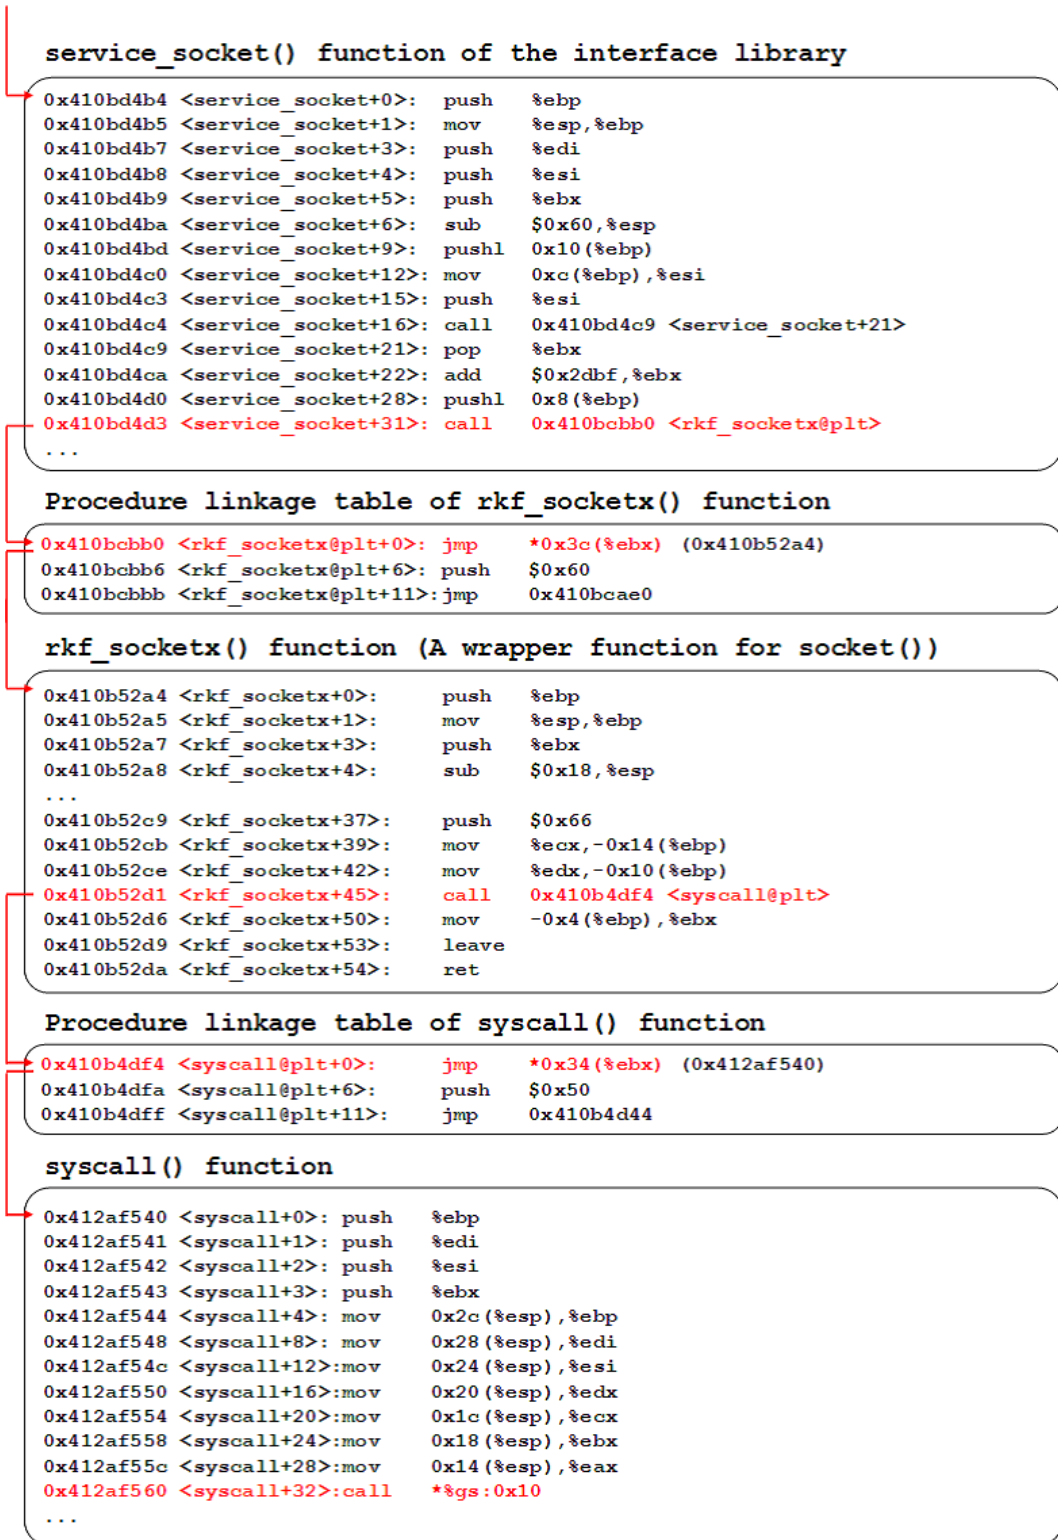 service_socket() function of the interface library
0x410bd4b4 <service_socket+0>: push %ebp
0x410bd4b5 <service_socket+1>: mov %esp,%ebp
0x410bd4b7 <service_socket+3>: push %edi
0x410bd4b8 <service_socket+4>: push %esi
0x410bd4b9 <service_socket+5>: push %ebx
0x410bd4ba <service_socket+6>: sub $0x60,%esp
0x410bd4bd <service_socket+9>: pushl 0x10(%ebp)
0x410bd4c0 <service_socket+12>: mov 0xc(%ebp),%esi
0x410bd4c3 <service_socket+15>: push %esi
0x410bd4c4 <service_socket+16>: call 0x410bd4c9 <service_socket+21>
0x410bd4c9 <service_socket+21>: pop %ebx
0x410bd4ca <service_socket+22>: add $0x2dbf,%ebx
0x410bd4d0 <service_socket+28>: pushl 0x8(%ebp)
0x410bd4d3 <service_socket+31>: call 0x410bcbb0 <rkf_socketx@plt>
...
Procedure linkage table of rkf_socketx() function
0x410bcbb0 <rkf_socketx@plt+0>: jmp *0x3c(%ebx) (0x410b52a4)
0x410bcbb6 <rkf_socketx@plt+6>: push $0x60
0x410bcbbb <rkf_socketx@plt+11>:jmp 0x410bcae0
rkf_socketx() function (A wrapper function for socket())
0x410b52a4 <rkf_socketx+0>: push %ebp
0x410b52a5 <rkf_socketx+1>: mov %esp,%ebp
0x410b52a7 <rkf_socketx+3>: push %ebx
0x410b52a8 <rkf_socketx+4>: sub $0x18,%esp
...
0x410b52c9 <rkf_socketx+37>: push $0x66
0x410b52cb <rkf_socketx+39>: mov %ecx,-0x14(%ebp)
0x410b52ce <rkf_socketx+42>: mov %edx,-0x10(%ebp)
0x410b52d1 <rkf_socketx+45>: call 0x410b4df4 <syscall@plt>
0x410b52d6 <rkf_socketx+50>: mov -0x4(%ebp),%ebx
0x410b52d9 <rkf_socketx+53>: leave
0x410b52da <rkf_socketx+54>: ret
Procedure linkage table of syscall() function
0x410b4df4 <syscall@plt+0>: jmp *0x34(%ebx) (0x412af540)
0x410b4dfa <syscall@plt+6>: push $0x50
0x410b4dff <syscall@plt+11>: jmp 0x410b4d44
syscall() function
0x412af540 <syscall+0>: push %ebp
0x412af541 <syscall+1>: push %edi
0x412af542 <syscall+2>: push %esi
0x412af543 <syscall+3>: push %ebx
0x412af544 <syscall+4>: mov 0x2c(%esp),%ebp
0x412af548 <syscall+8>: mov 0x28(%esp),%edi
0x412af54c <syscall+12>:mov 0x24(%esp),%esi
0x412af550 <syscall+16>:mov 0x20(%esp),%edx
0x412af554 <syscall+20>:mov 0x1c(%esp),%ecx
0x412af558 <syscall+24>:mov 0x18(%esp),%ebx
0x412af55c <syscall+28>:mov 0x14(%esp),%eax
0x412af560 <syscall+32>:call *%gs:0x10
...